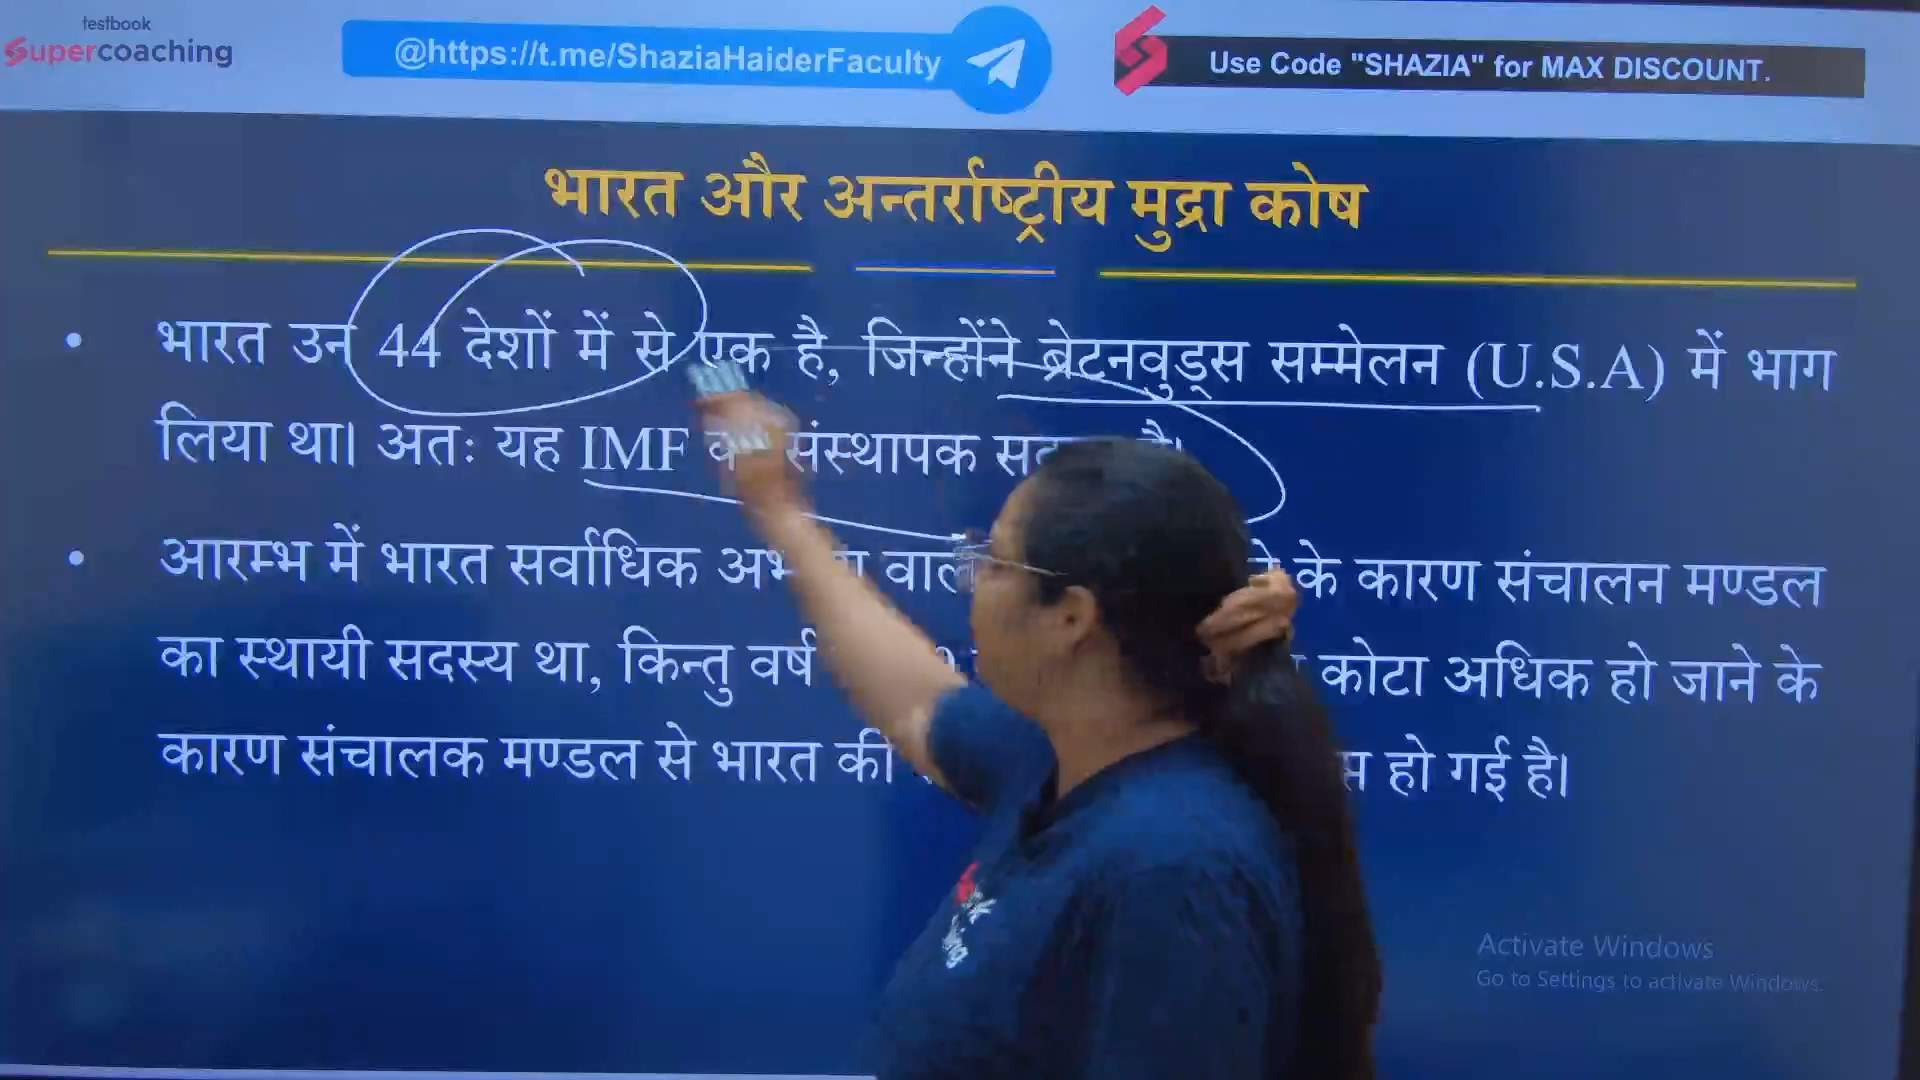 testbook
Supercoaching
@https://t.me/ShaziaHaiderFaculty
Use Code "SHAZIA" for MAX DISCOUNT.
भारत और अन्तर्राष्ट्रीय मुद्रा कोष
• भारत उन 44 देशों में से एक है, जिन्होंने ब्रेटनवुड्स सम्मेलन (U.S.A) में भाग
लिया था। अतः यह IMF संस्थापक है।
• आरम्भ में भारत सर्वाधिक के कारण संचालन मण्डल
का स्थायी सदस्य था, किन्तु वर्ष कोटा अधिक हो जाने के
कारण संचालक मण्डल से भारत की हो गई है।
Activate Windows
Go to Settings to activate Windows.